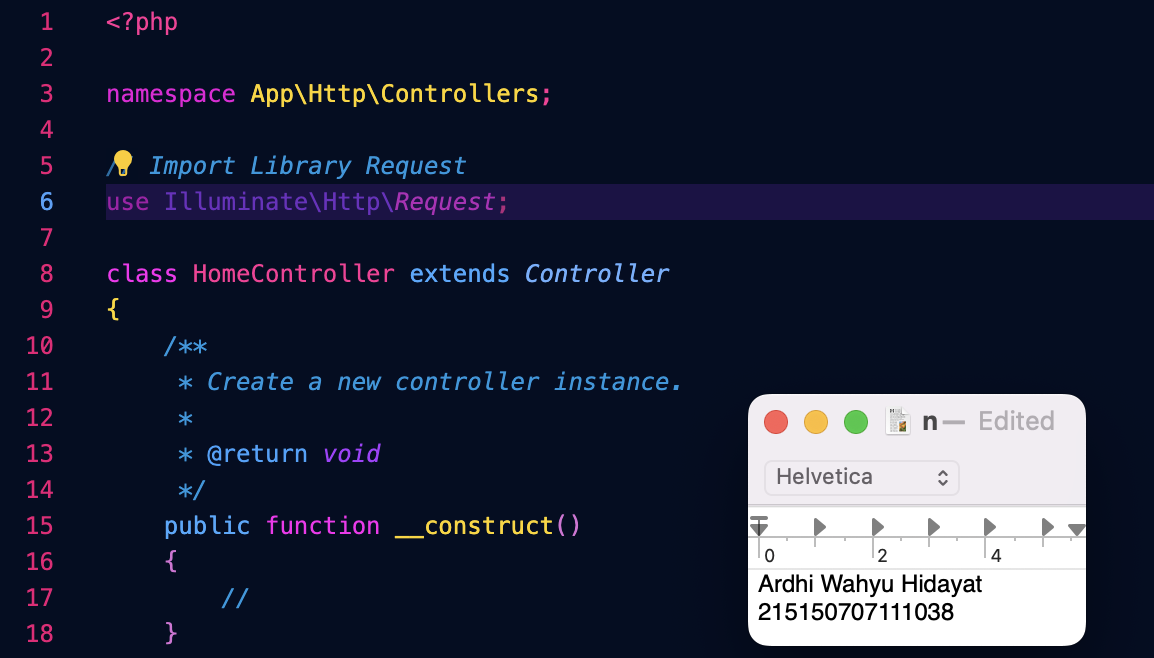 1 <?php
2
3 namespace App\Http\Controllers;
4
5 / Import Library Request
6 use Illuminate\Http\Request;
7
8 class HomeController extends Controller
9 {
10 /**
11 * Create a new controller instance.
12 *
13 * @return void
14 */
15 public function __construct()
16 {
17 //
18 }
n — Edited
Helvetica
0 2 4
Ardhi Wahyu Hidayat
215150707111038